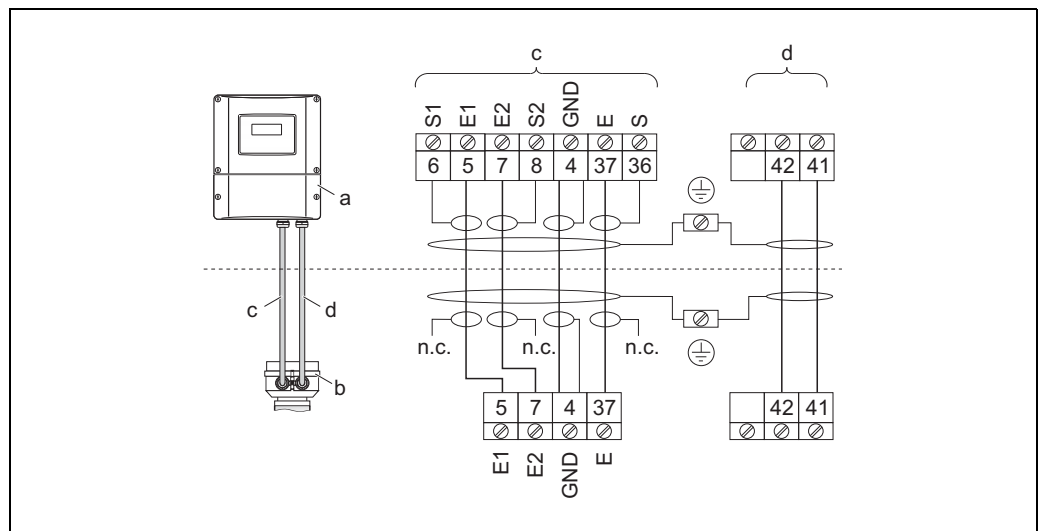 c
d
S1 E1 E2 S2 GND E S
6 5 7 8 4 37 36
42 41
a
c
d
n.c. n.c. n.c.
b
5 7 4 37
42 41
E1 E2 GND E